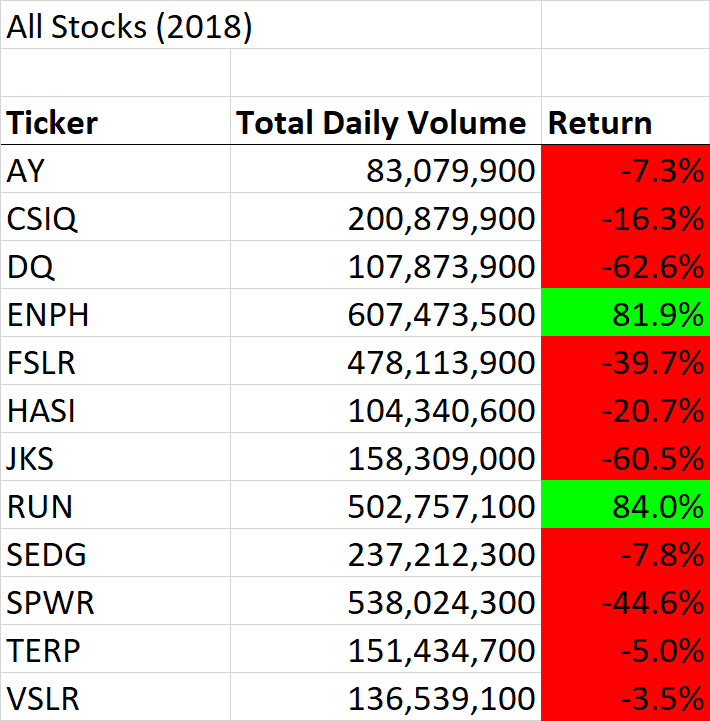 All Stocks (2018)
Ticker Total Daily Volume Return
AY 83,079,900 -7.3%
CSIQ 200,879,900 -16.3%
DQ 107,873,900 -62.6%
ENPH 607,473,500 81.9%
FSLR 478,113,900 -39.7%
HASI 104,340,600 -20.7%
JKS 158,309,000 -60.5%
RUN 502,757,100 84.0%
SEDG 237,212,300 -7.8%
SPWR 538,024,300 -44.6%
TERP 151,434,700 -5.0%
VSLR 136,539,100 -3.5%